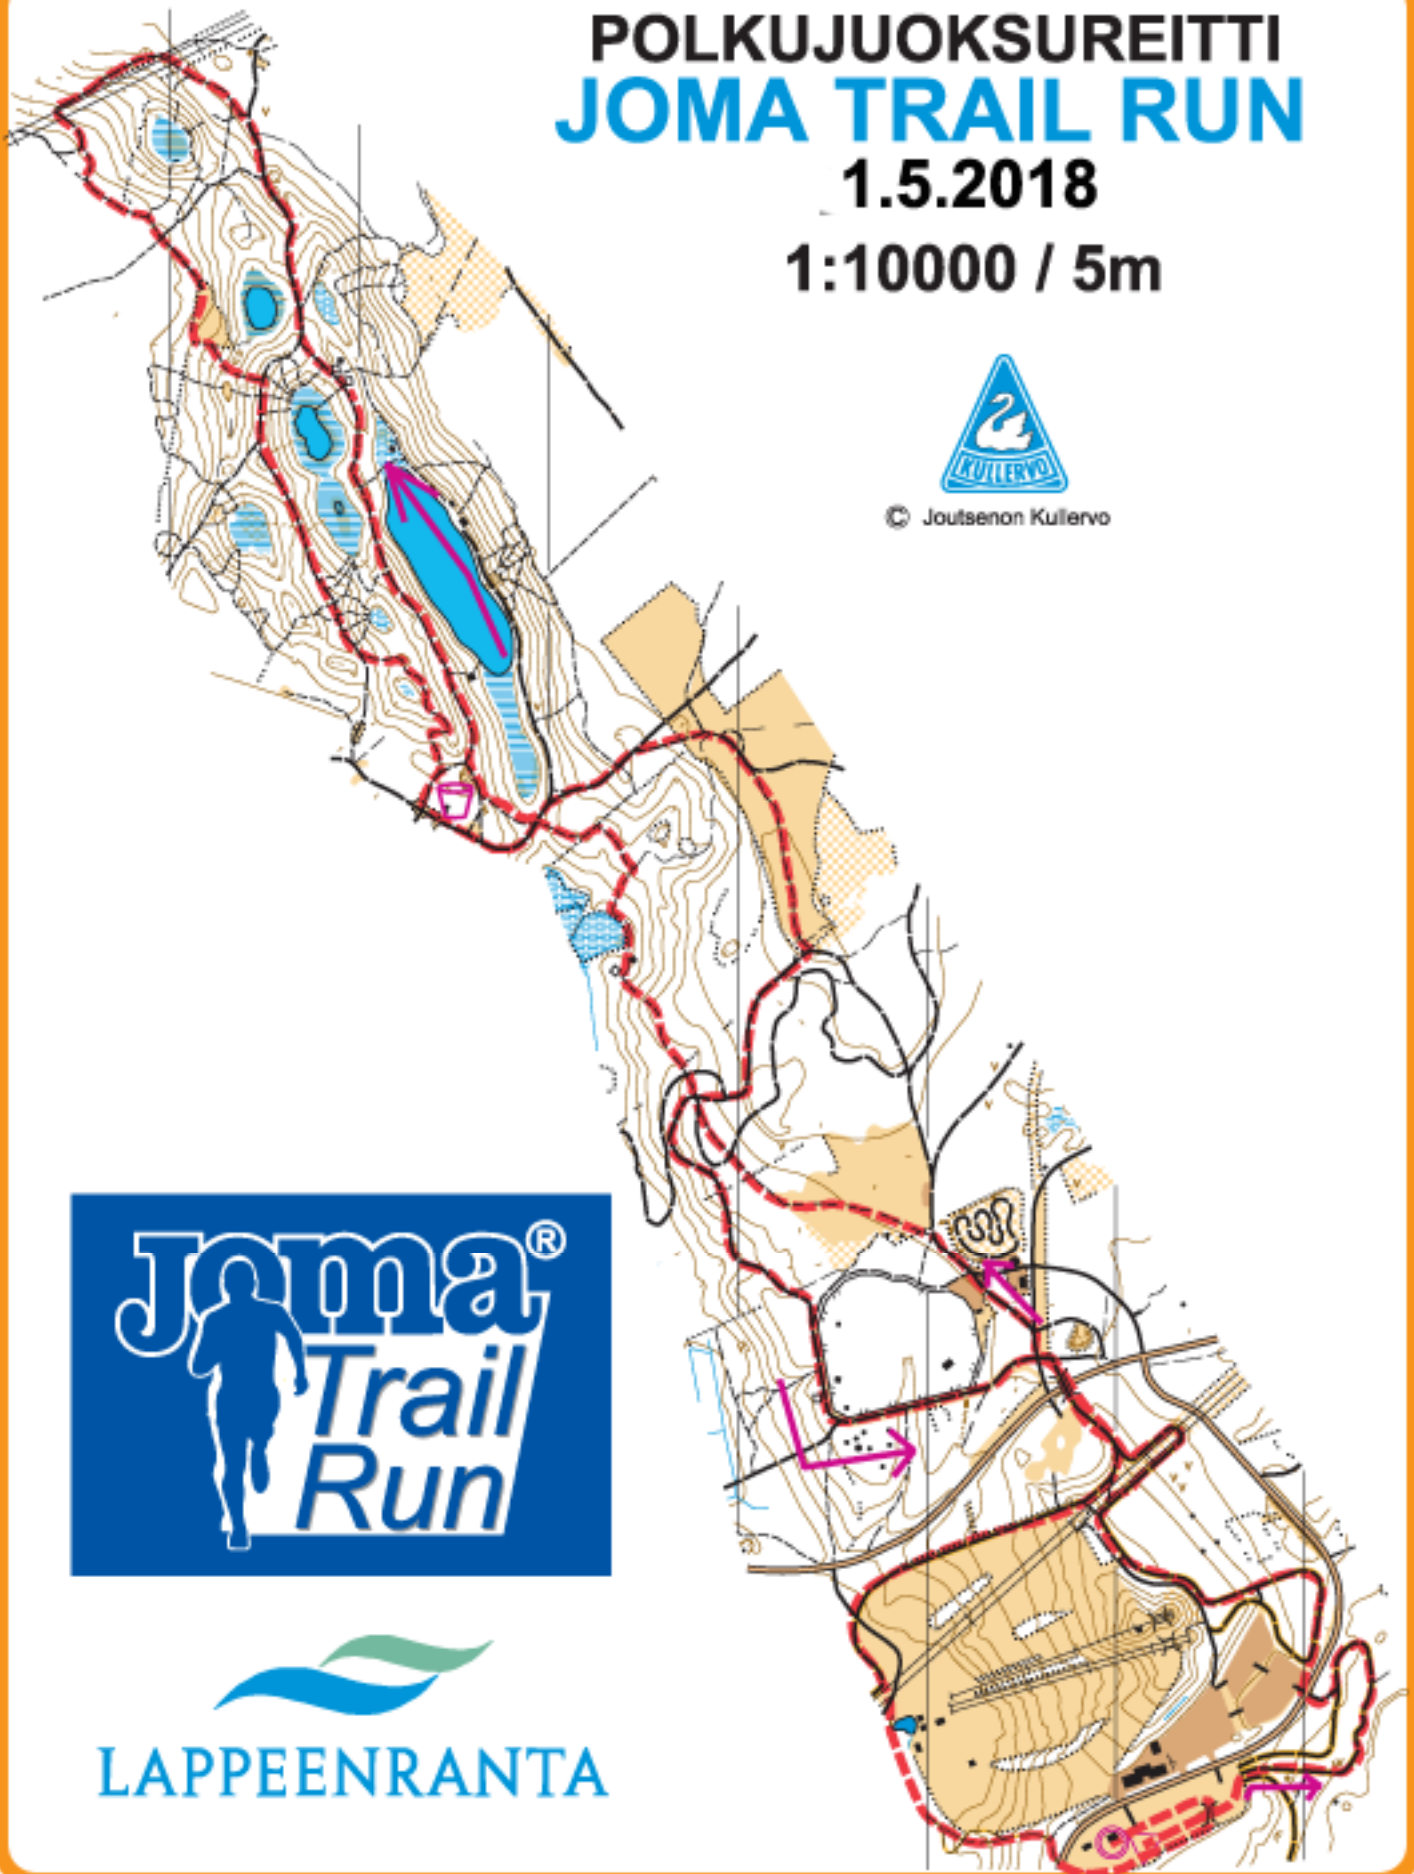 POLKUJUOKSUREITTI
JOMA TRAIL RUN
1.5.2018
1:10000 / 5m
KULLERVO
© Joutsenon Kullervo
Joma®
Trail
Run
LAPPEENRANTA